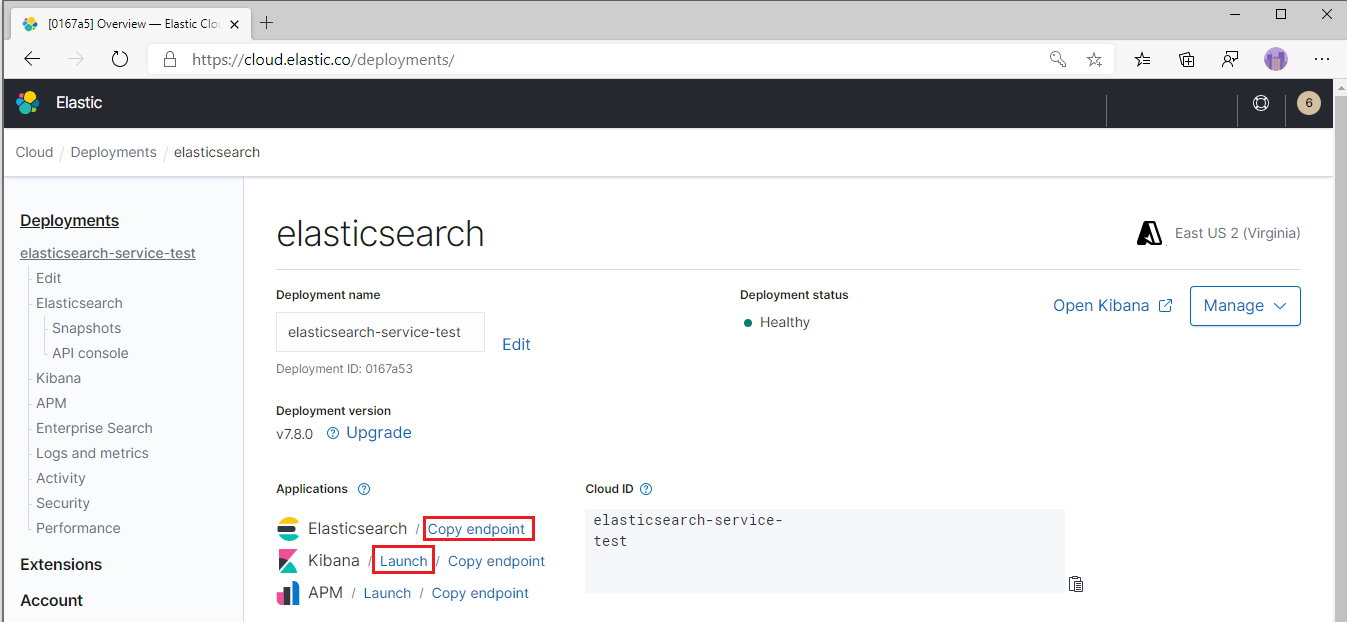 [0167a5] Overview — Elastic Clo
https://cloud.elastic.co/deployments/
Elastic
6
Cloud / Deployments / elasticsearch
Deployments
elasticsearch-service-test
Edit
Elasticsearch
Snapshots
API console
Kibana
APM
Enterprise Search
Logs and metrics
Activity
Security
Performance
Extensions
Account
elasticsearch
East US 2 (Virginia)
Deployment name
elasticsearch-service-test
Edit
Deployment ID: 0167a53
Deployment status
Healthy
Open Kibana
Manage
Deployment version
v7.8.0 ? Upgrade
Applications ?
Elasticsearch / Copy endpoint
Kibana / Launch / Copy endpoint
APM / Launch / Copy endpoint
Cloud ID ?
elasticsearch-service-
test